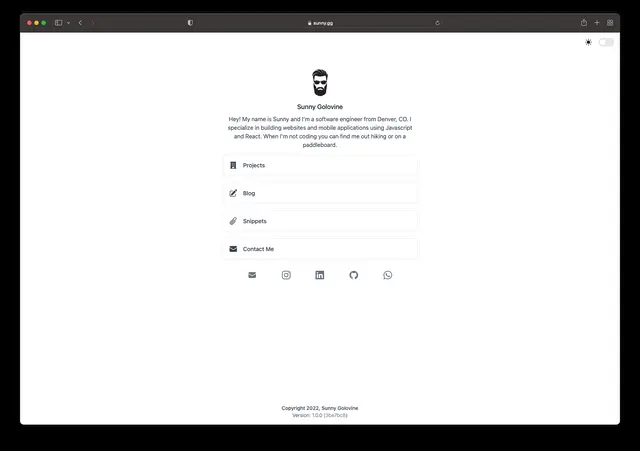 sunny.gg
Sunny Golovine
Hey! My name is Sunny and I'm a software engineer from Denver, CO. I
specialize in building websites and mobile applications using Javascript
and React. When I'm not coding you can find me out hiking or on a
paddleboard.
Projects
Blog
Snippets
Contact Me
Copyright 2022, Sunny Golovine
Version: 1.0.0